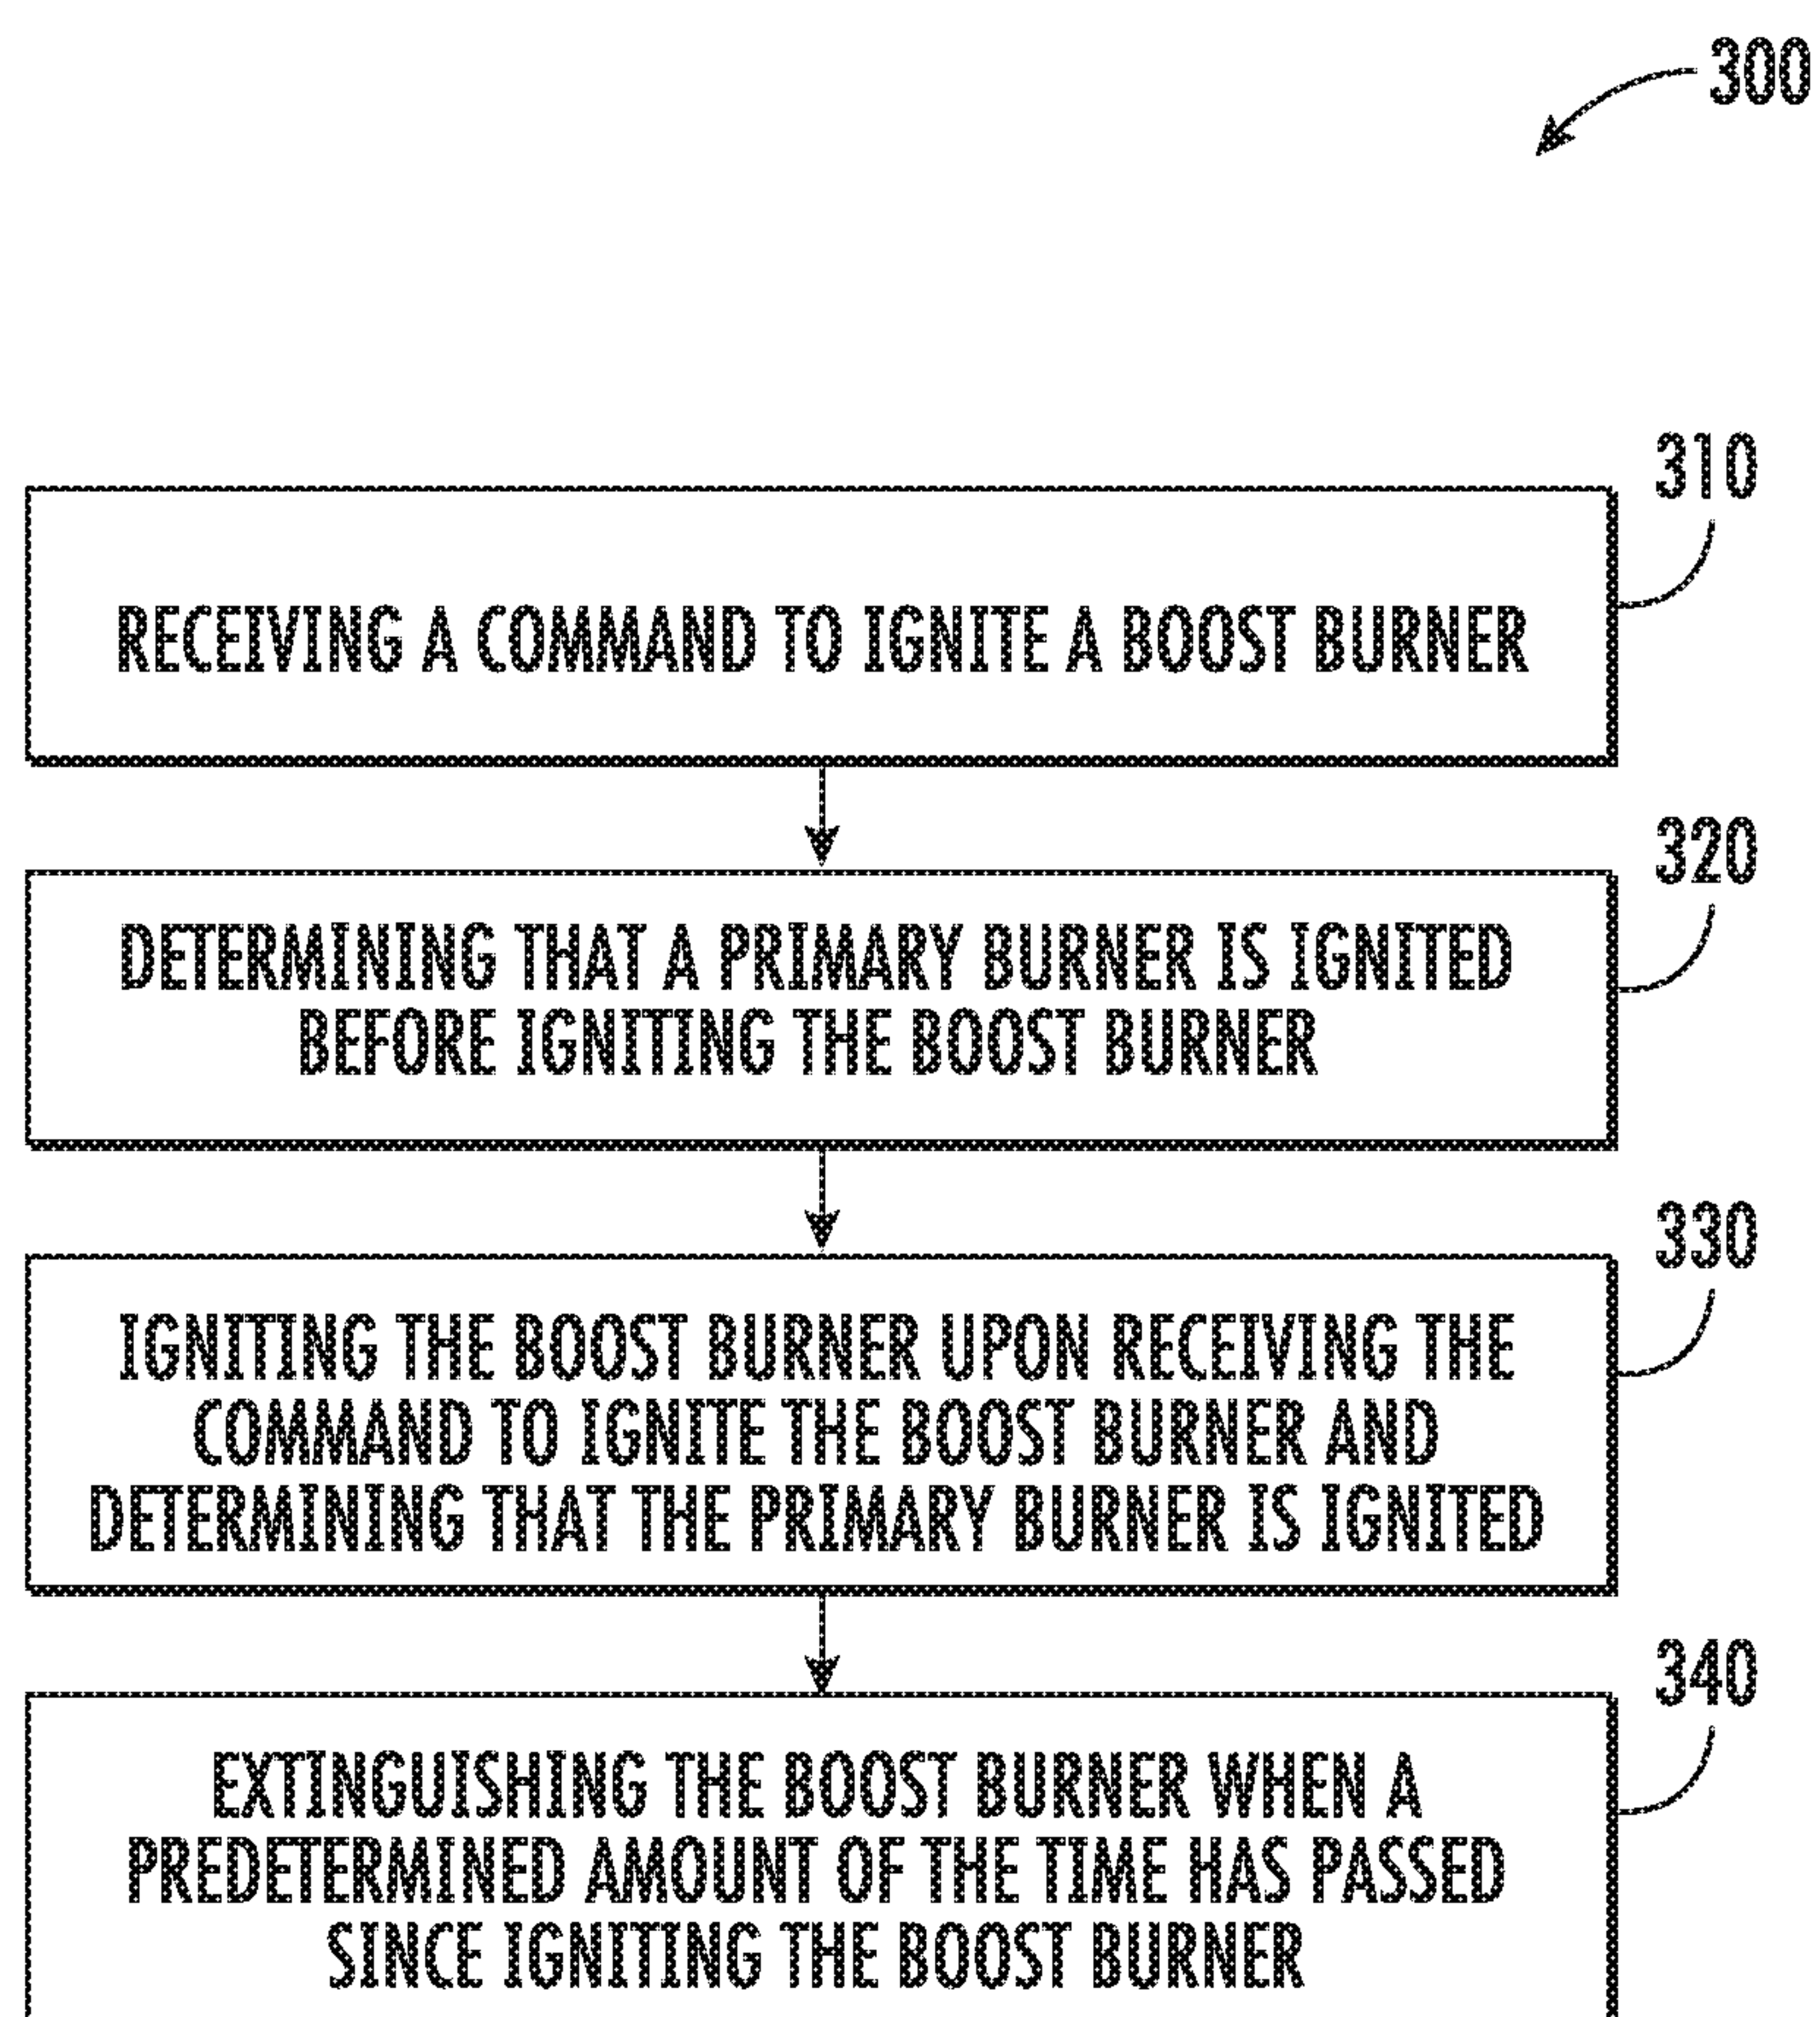 300
310
RECEIVING A COMMAND TO IGNITE A BOOST BURNER
320
DETERMINING THAT A PRIMARY BURNER IS IGNITED
BEFORE IGNITING THE BOOST BURNER
330
IGNITING THE BOOST BURNER UPON RECEIVING THE
COMMAND TO IGNITE THE BOOST BURNER AND
DETERMINING THAT THE PRIMARY BURNER IS IGNITED
340
EXTINGUISHING THE BOOST BURNER WHEN A
PREDETERMINED AMOUNT OF THE TIME HAS PASSED
SINCE IGNITING THE BOOST BURNER